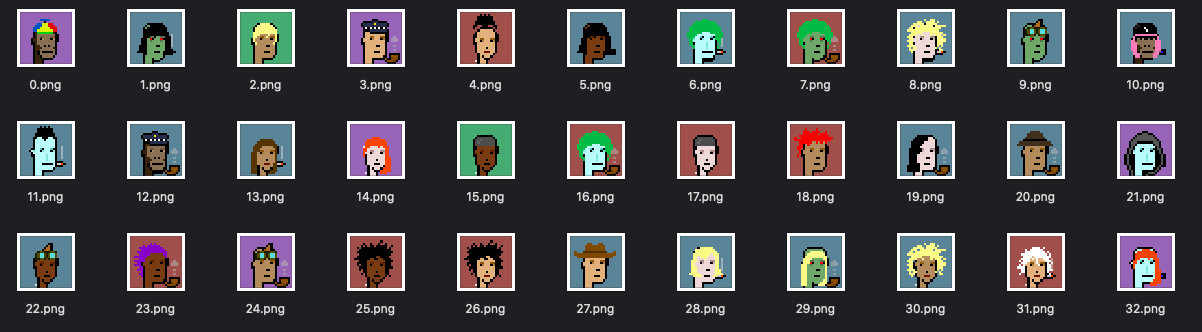 0.png 1.png 2.png 3.png 4.png 5.png 6.png 7.png 8.png 9.png 10.png
11.png 12.png 13.png 14.png 15.png 16.png 17.png 18.png 19.png 20.png 21.png
22.png 23.png 24.png 25.png 26.png 27.png 28.png 29.png 30.png 31.png 32.png